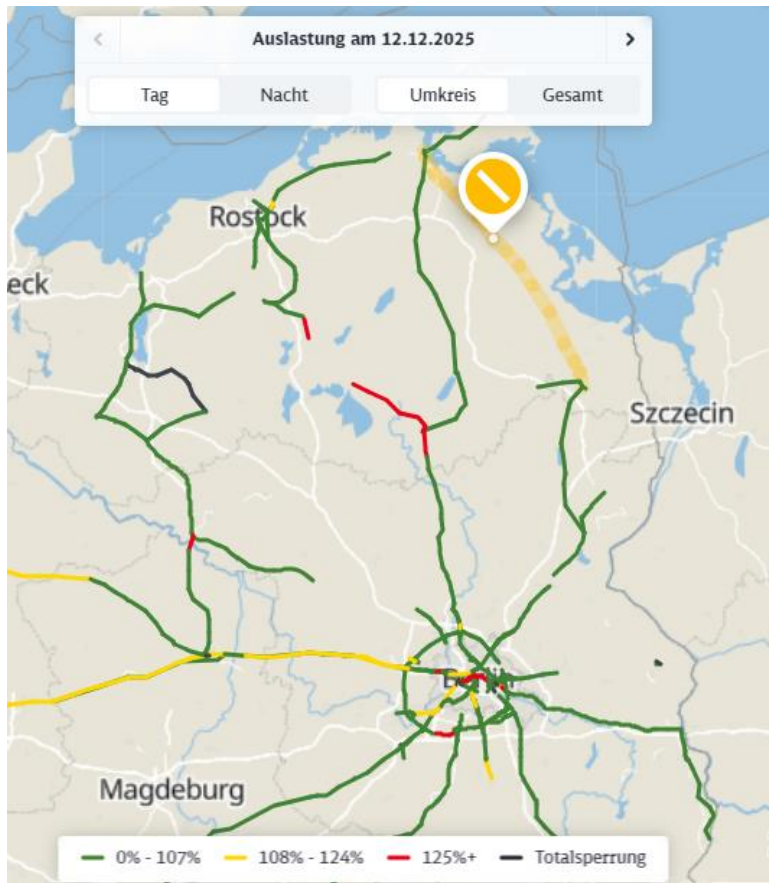 Auslastung am 12.12.2025
Tag Nacht Umkreis Gesamt
Rostock
eck
Szczecin
Berlin
Magdeburg
0% - 107% 108% - 124% 125%+ Totalsperrung